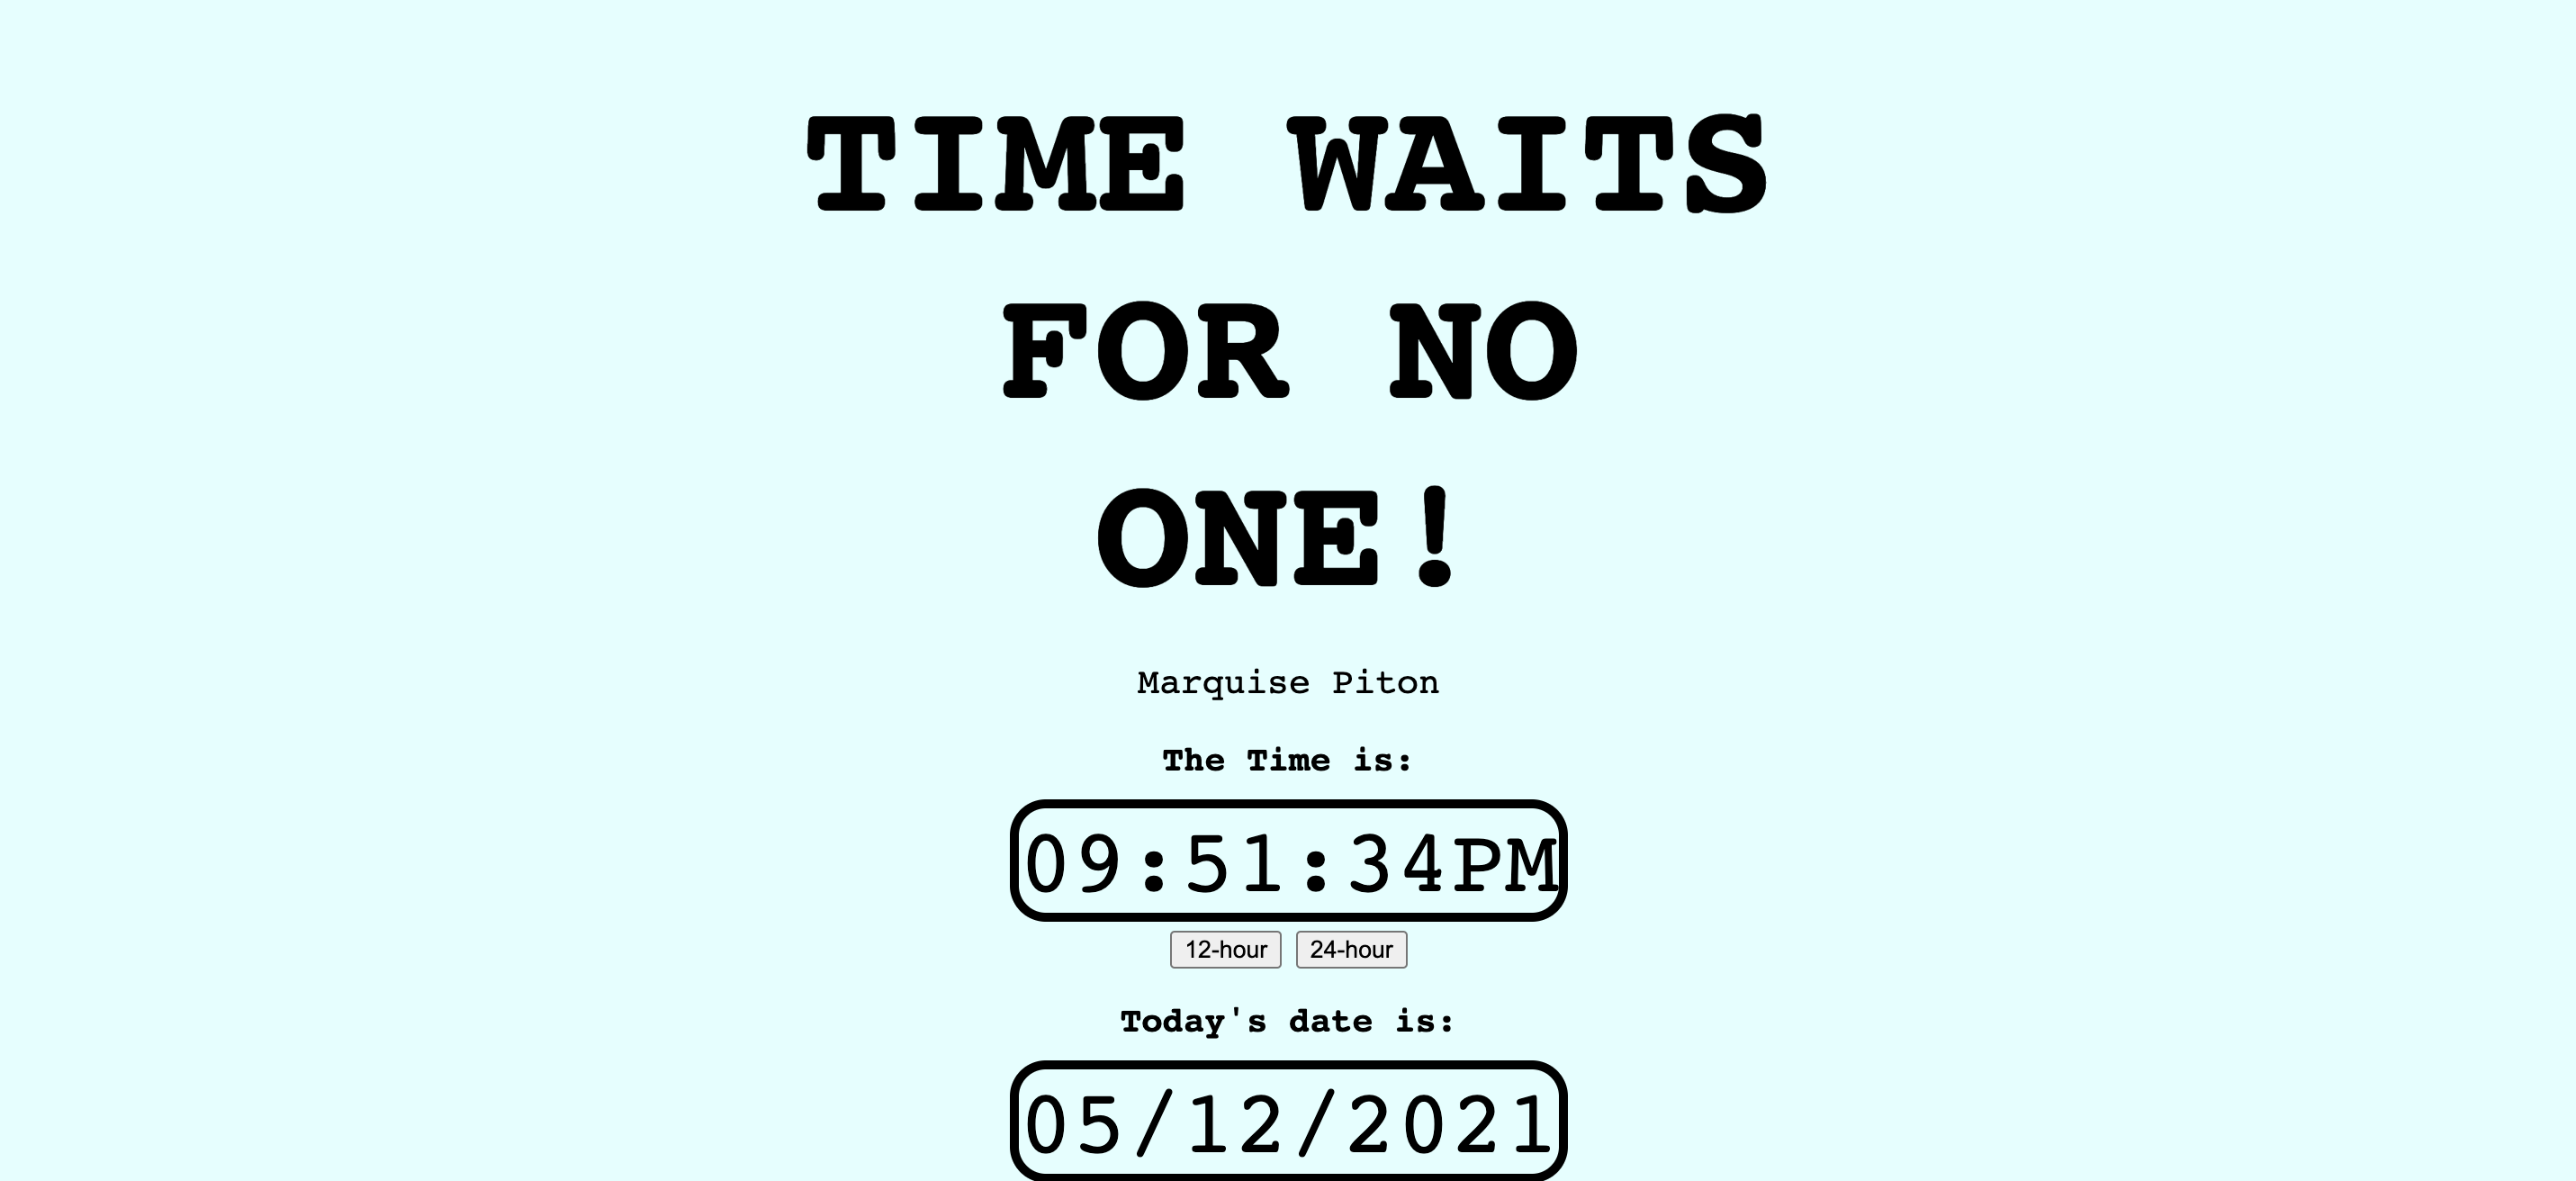 TIME WAITS
FOR NO
ONE!
Marquise Piton
The Time is:
09:51:34PM
12-hour 24-hour
Today's date is:
05/12/2021